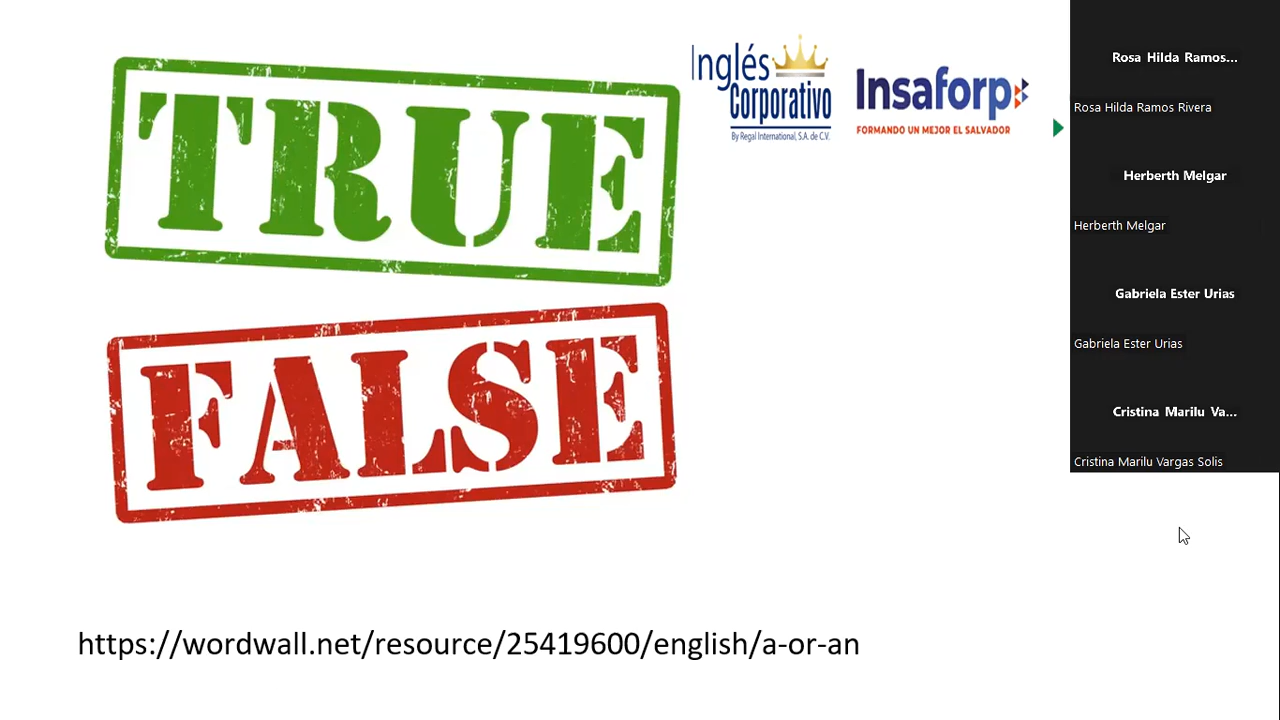 TRUE
FALSE
Inglés
Corporativo
By Regal International, S.A. de C.V.
Insaforp
FORMANDO UN MEJOR EL SALVADOR
https://wordwall.net/resource/25419600/english/a-or-an
Rosa Hilda Ramos...
Rosa Hilda Ramos Rivera
Herberth Melgar
Herberth Melgar
Gabriela Ester Urias
Gabriela Ester Urias
Cristina Marilu Va...
Cristina Marilu Vargas Solis